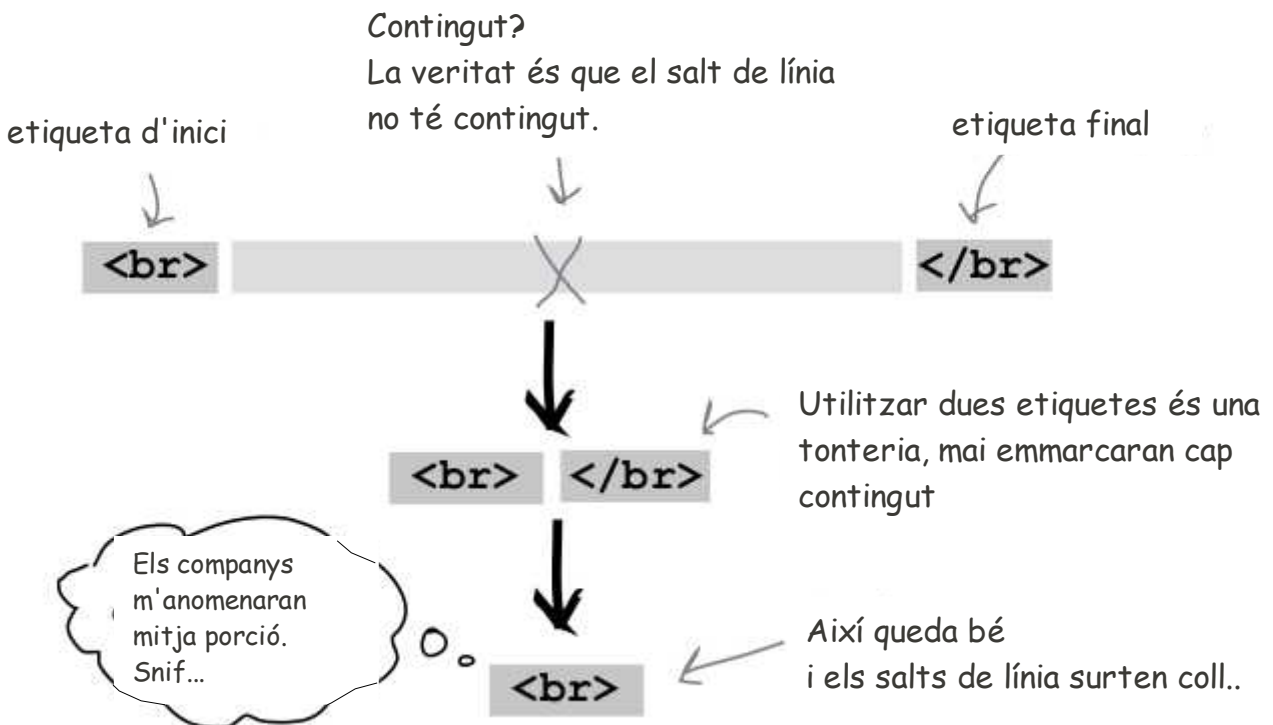 Contingut?
La veritat és que el salt de línia
no té contingut.
etiqueta d'inici
etiqueta final
<br>
</br>
Utilitzar dues etiquetes és una
tonteria, mai emmarcaran cap
contingut
<br> </br>
Els companys
m'anomenaran
mitja porció.
Snif...
Així queda bé
i els salts de línia surten coll..
<br>